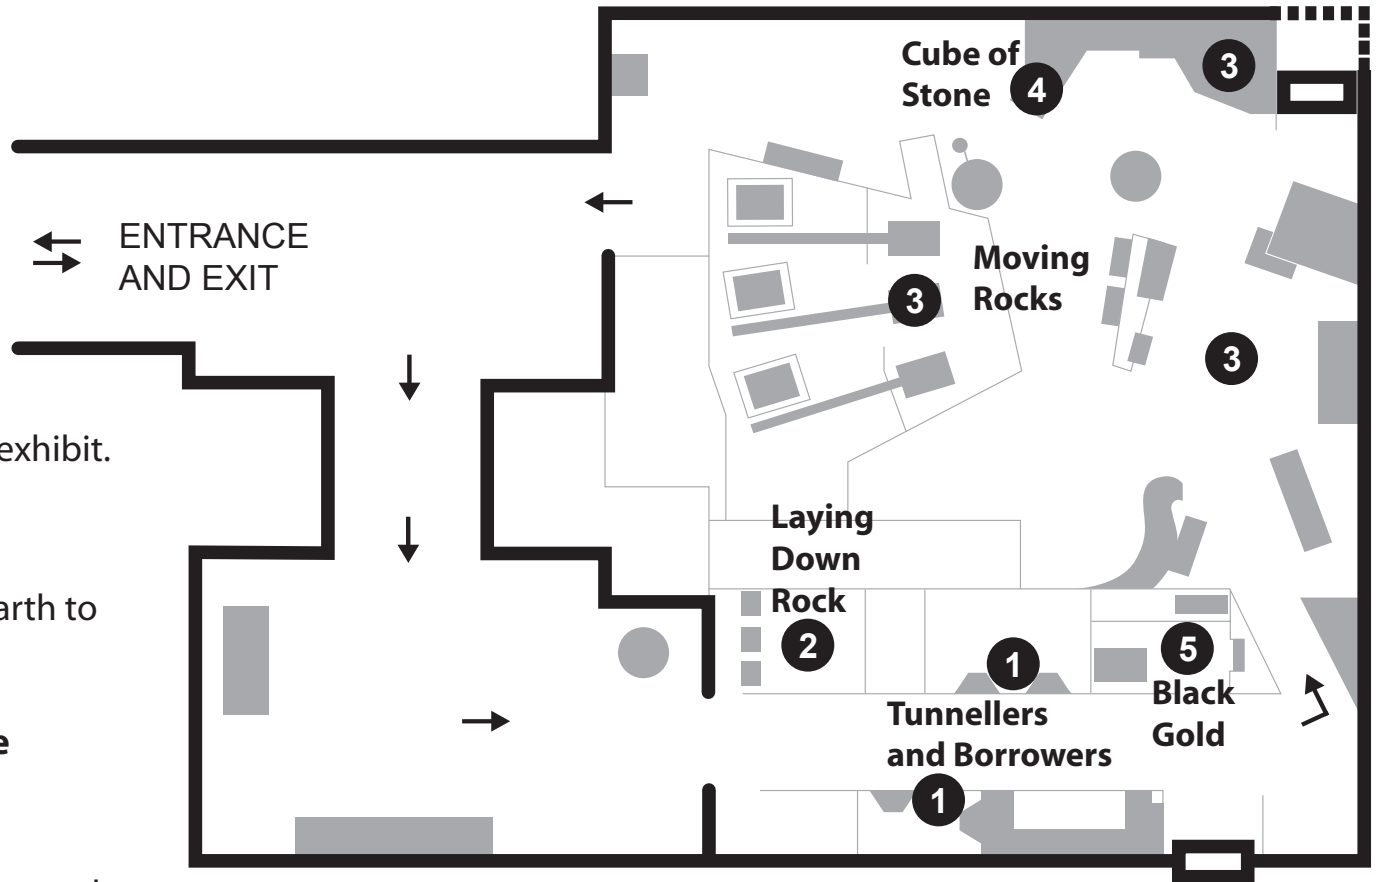 Cube of
Stone
4
3
ENTRANCE
AND EXIT
Moving
Rocks
3
3
exhibit.
Laying
Down
Rock
2
arth to
1
5
Black
Gold
Tunnellers
and Borrowers
1
e